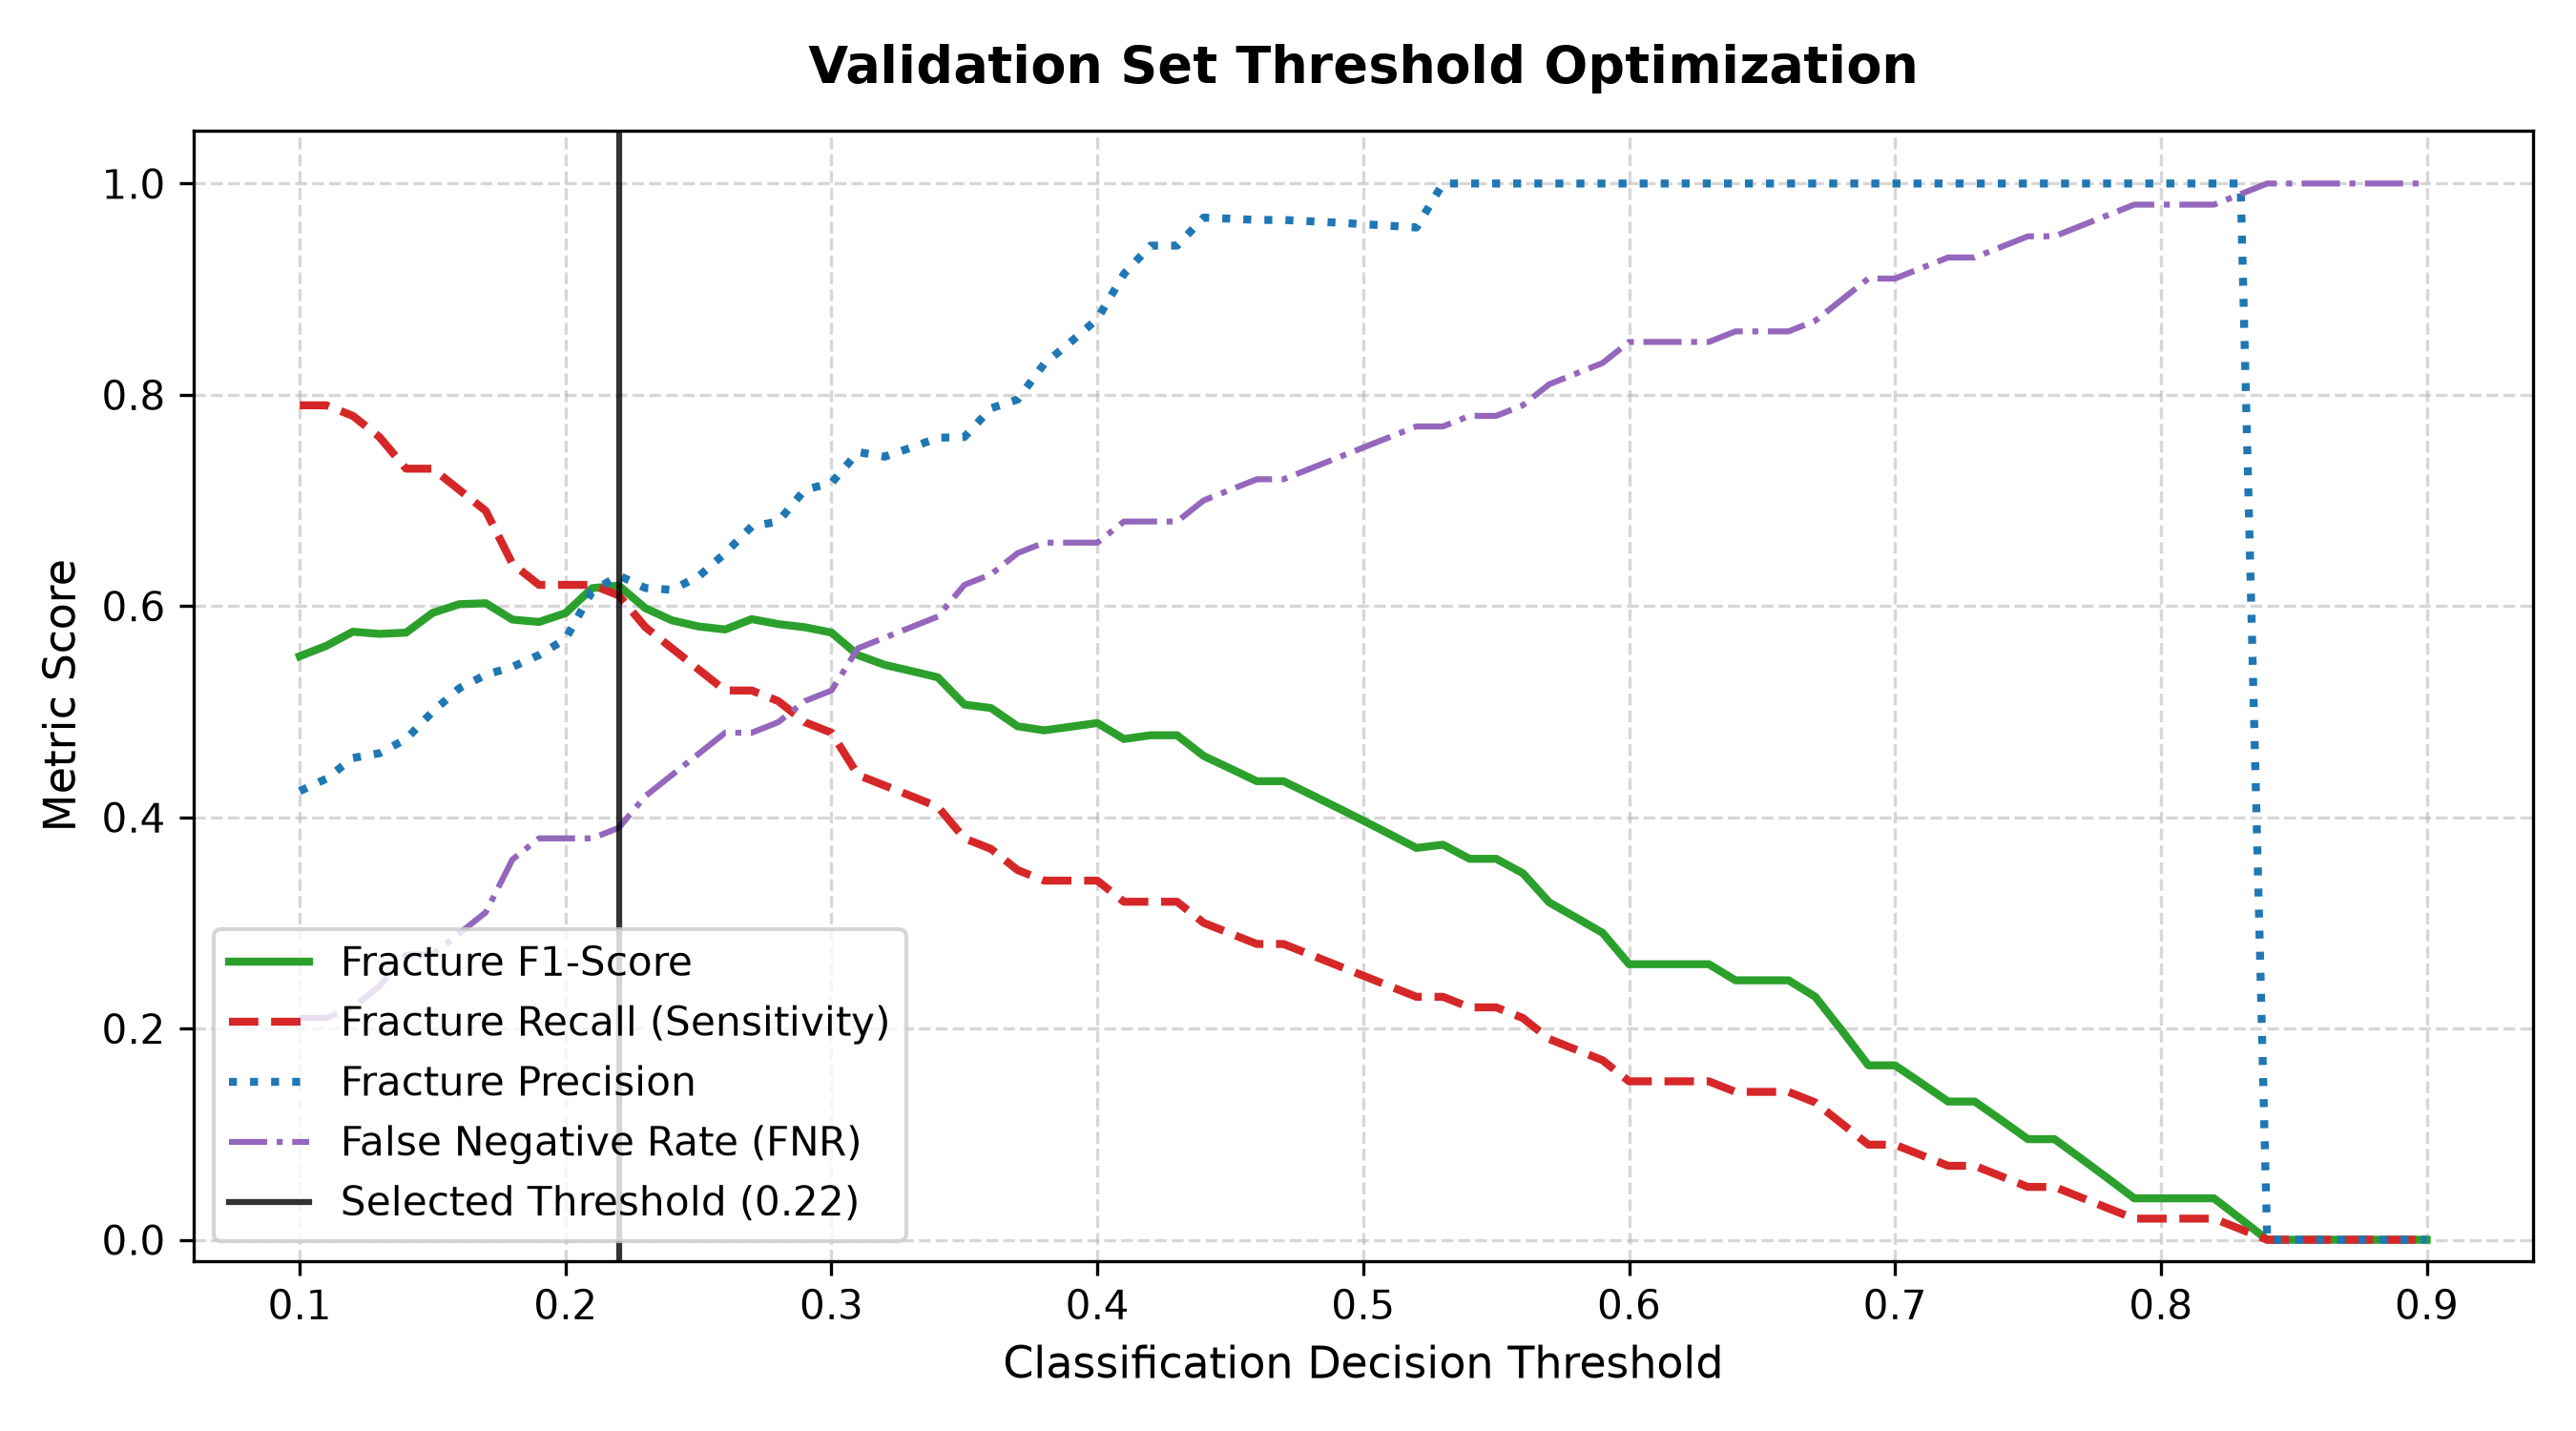 Validation Set Threshold Optimization
Metric Score
1.0
0.8
0.6
0.4
0.2
0.0
Fracture F1-Score
Fracture Recall (Sensitivity)
Fracture Precision
False Negative Rate (FNR)
Selected Threshold (0.22)
0.1 0.2 0.3 0.4 0.5 0.6 0.7 0.8 0.9
Classification Decision Threshold